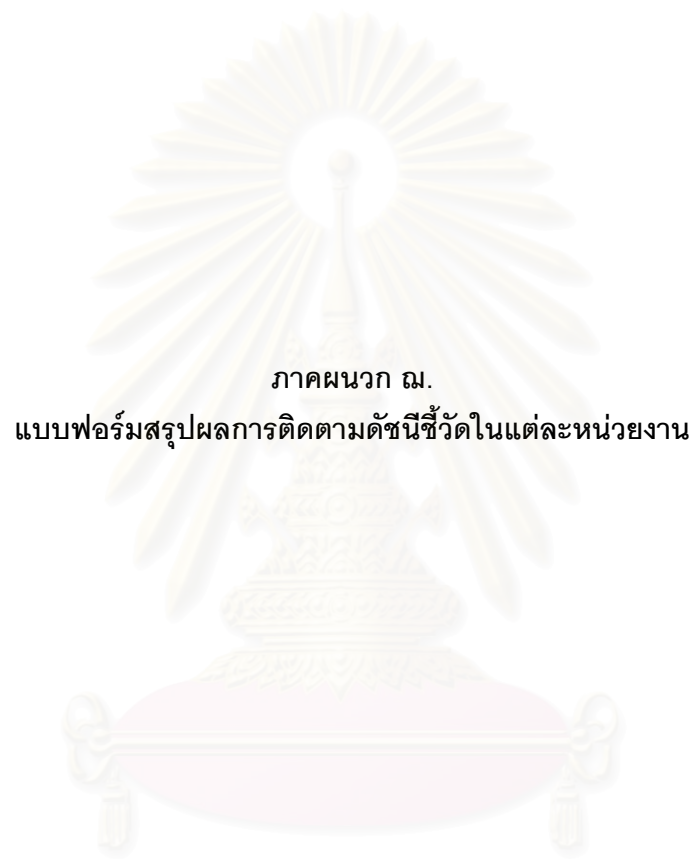 ภาคผนวก ฌ.
แบบฟอร์มสรุปผลการติดตามดัชนีชี้วัดในแต่ละหน่วยงาน